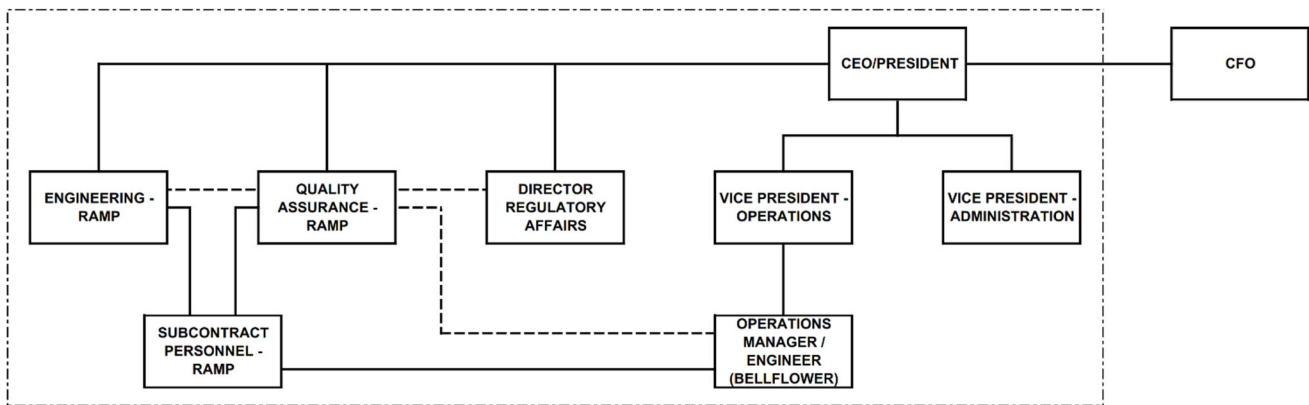 CEO/PRESIDENT
CFO
ENGINEERING -
RAMP
QUALITY
ASSURANCE -
RAMP
DIRECTOR
REGULATORY
AFFAIRS
VICE PRESIDENT -
OPERATIONS
VICE PRESIDENT -
ADMINISTRATION
SUBCONTRACT
PERSONNEL -
RAMP
OPERATIONS
MANAGER /
ENGINEER
(BELLFLOWER)